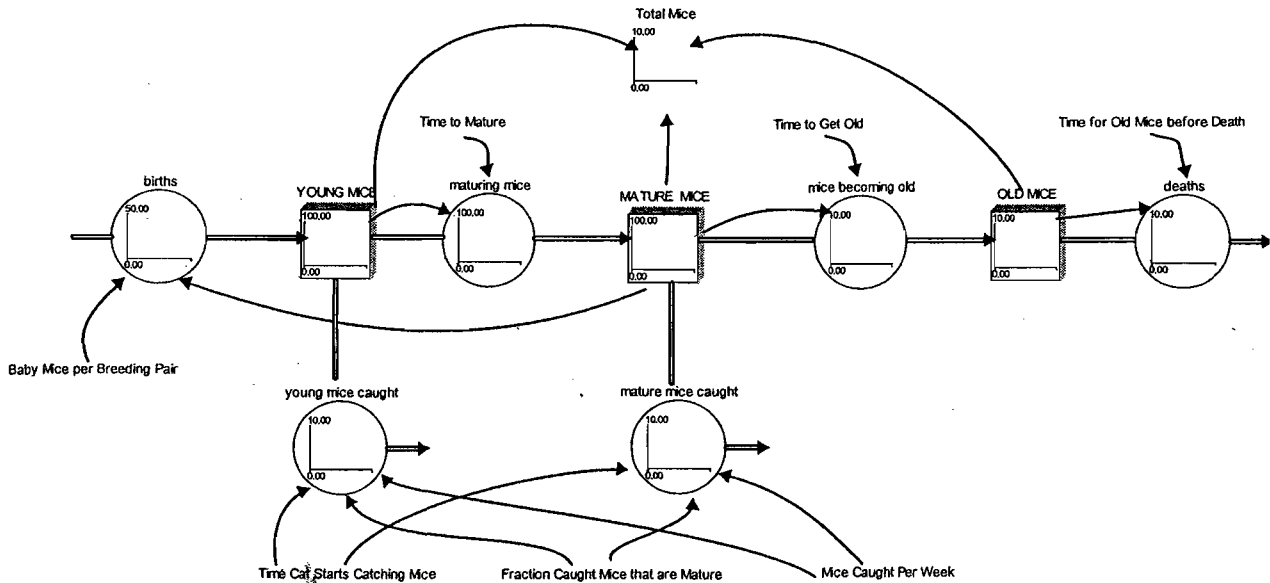 Total Mice
10.00
0.00
Time to Mature
Time to Get Old
Time for Old Mice before Death
births
YOUNG MICE
maturing mice
MATURE MICE
mice becoming old
OLD MICE
deaths
50.00
0.00
100.00
0.00
100.00
0.00
100.00
0.00
10.00
0.00
10.00
0.00
10.00
0.00
Baby Mice per Breeding Pair
young mice caught
mature mice caught
10.00
0.00
10.00
0.00
Time Cat Starts Catching Mice
Fraction Caught Mice that are Mature
Mice Caught Per Week